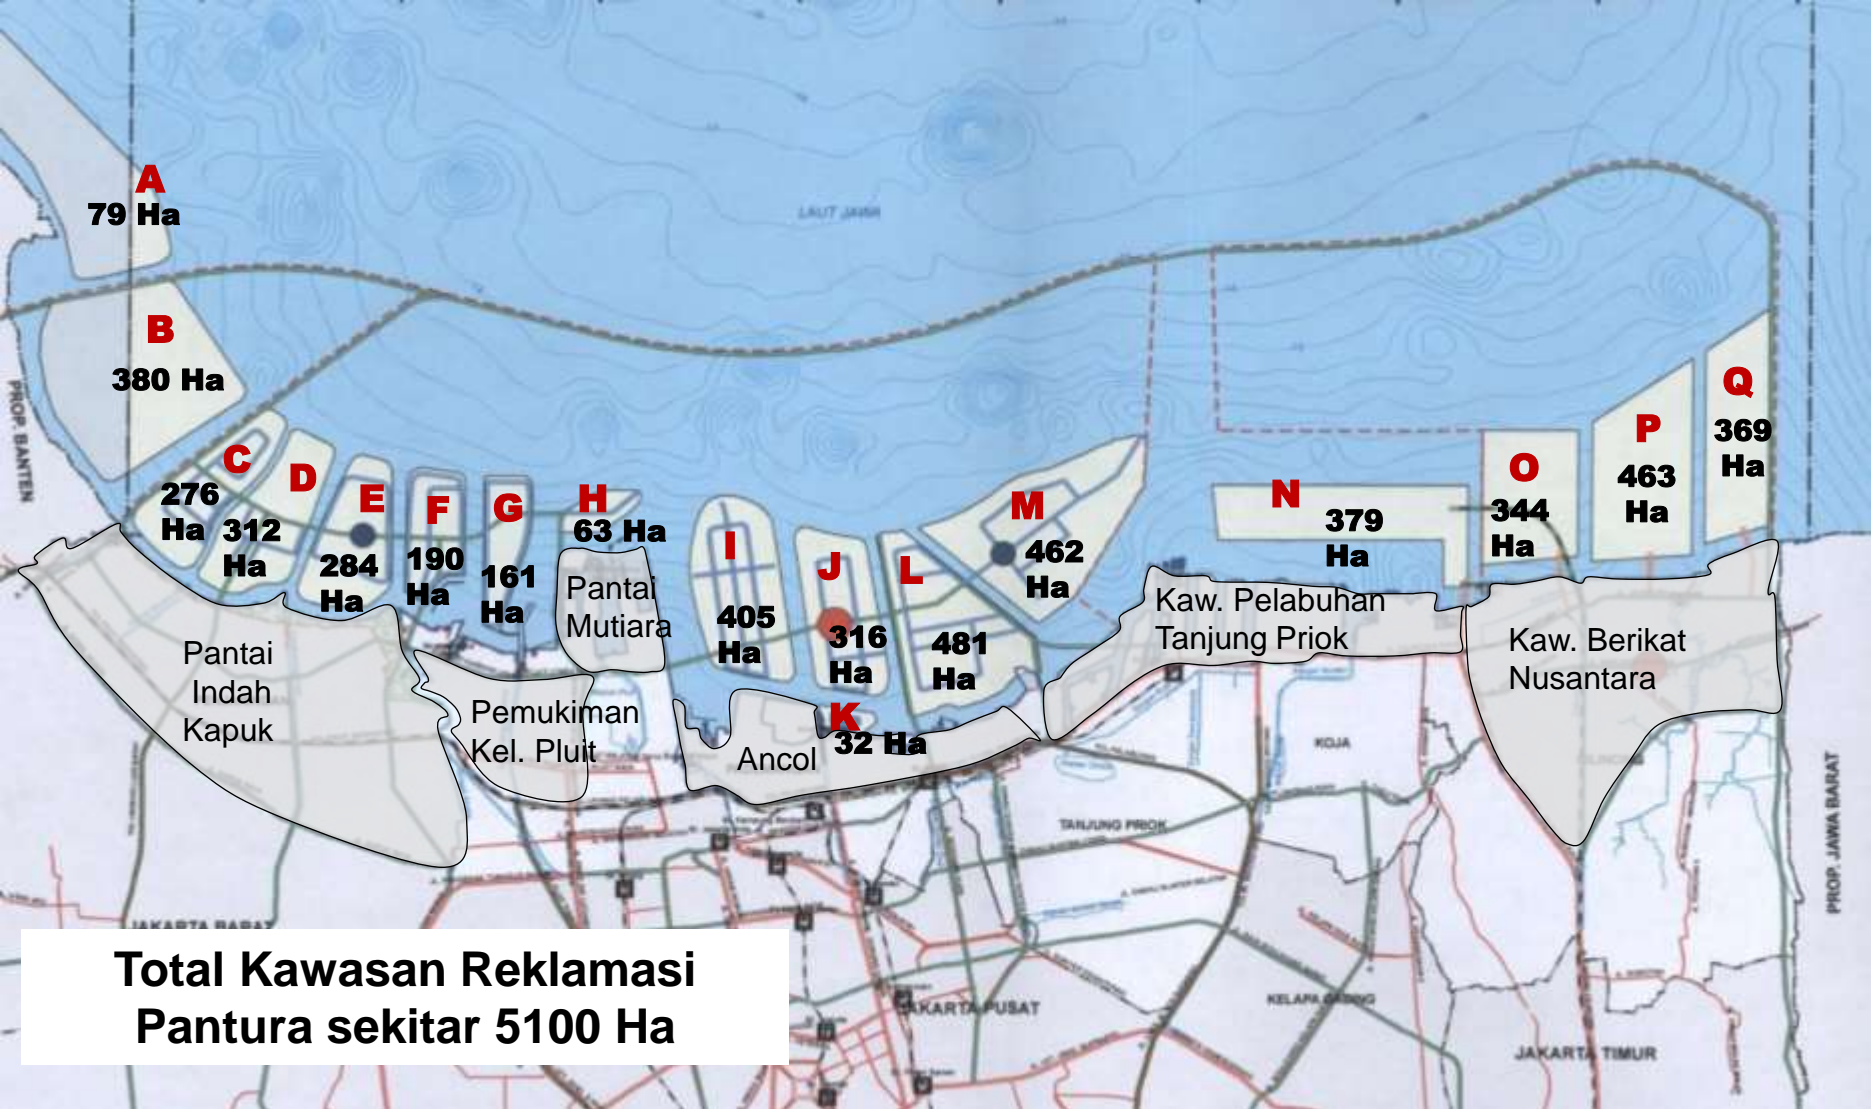 LAUT JAWA
A
79 Ha
B
380 Ha
PROP. BANTEN
C
276
Ha
D
312
Ha
E
284
Ha
F
190
Ha
G
161
Ha
H
63 Ha
I
405
Ha
J
316
Ha
K
32 Ha
L
481
Ha
M
462
Ha
N
379
Ha
O
344
Ha
P
463
Ha
Q
369
Ha
Pantai
Indah
Kapuk
Pemukiman
Kel. Pluit
Pantai
Mutiara
Ancol
Kaw. Pelabuhan
Tanjung Priok
Kaw. Berikat
Nusantara
KOJA
TANJUNG PRIOK
PROP. JAWA BARAT
JAKARTA BARAT
JAKARTA PUSAT
KELAPA GADING
JAKARTA TIMUR
Total Kawasan Reklamasi
Pantura sekitar 5100 Ha